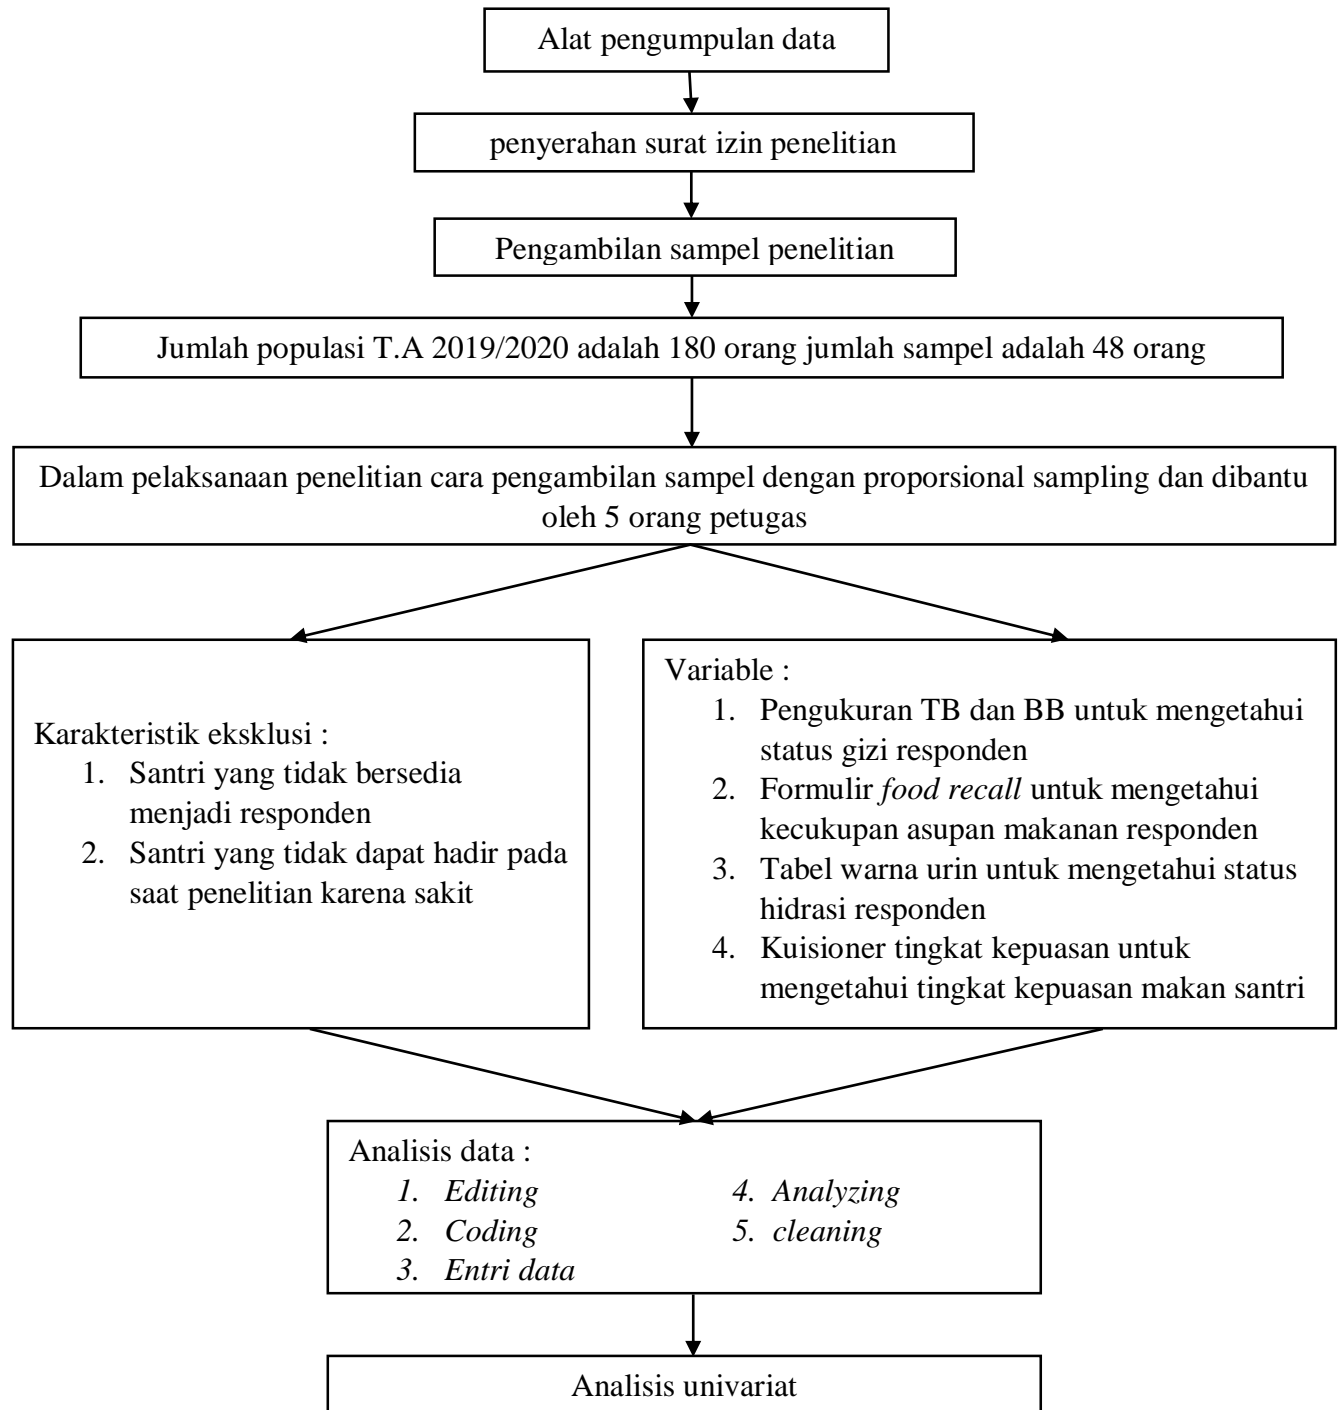 Alat pengumpulan data
penyerahan surat izin penelitian
Pengambilan sampel penelitian
Jumlah populasi T.A 2019/2020 adalah 180 orang jumlah sampel adalah 48 orang
Dalam pelaksanaan penelitian cara pengambilan sampel dengan proporsional sampling dan dibantu
oleh 5 orang petugas
Karakteristik eksklusi :
1. Santri yang tidak bersedia
menjadi responden
2. Santri yang tidak dapat hadir pada
saat penelitian karena sakit
Variable :
1. Pengukuran TB dan BB untuk mengetahui
status gizi responden
2. Formulir food recall untuk mengetahui
kecukupan asupan makanan responden
3. Tabel warna urin untuk mengetahui status
hidrasi responden
4. Kuisioner tingkat kepuasan untuk
mengetahui tingkat kepuasan makan santri
Analisis data :
1. Editing
2. Coding
3. Entri data
4. Analyzing
5. cleaning
Analisis univariat